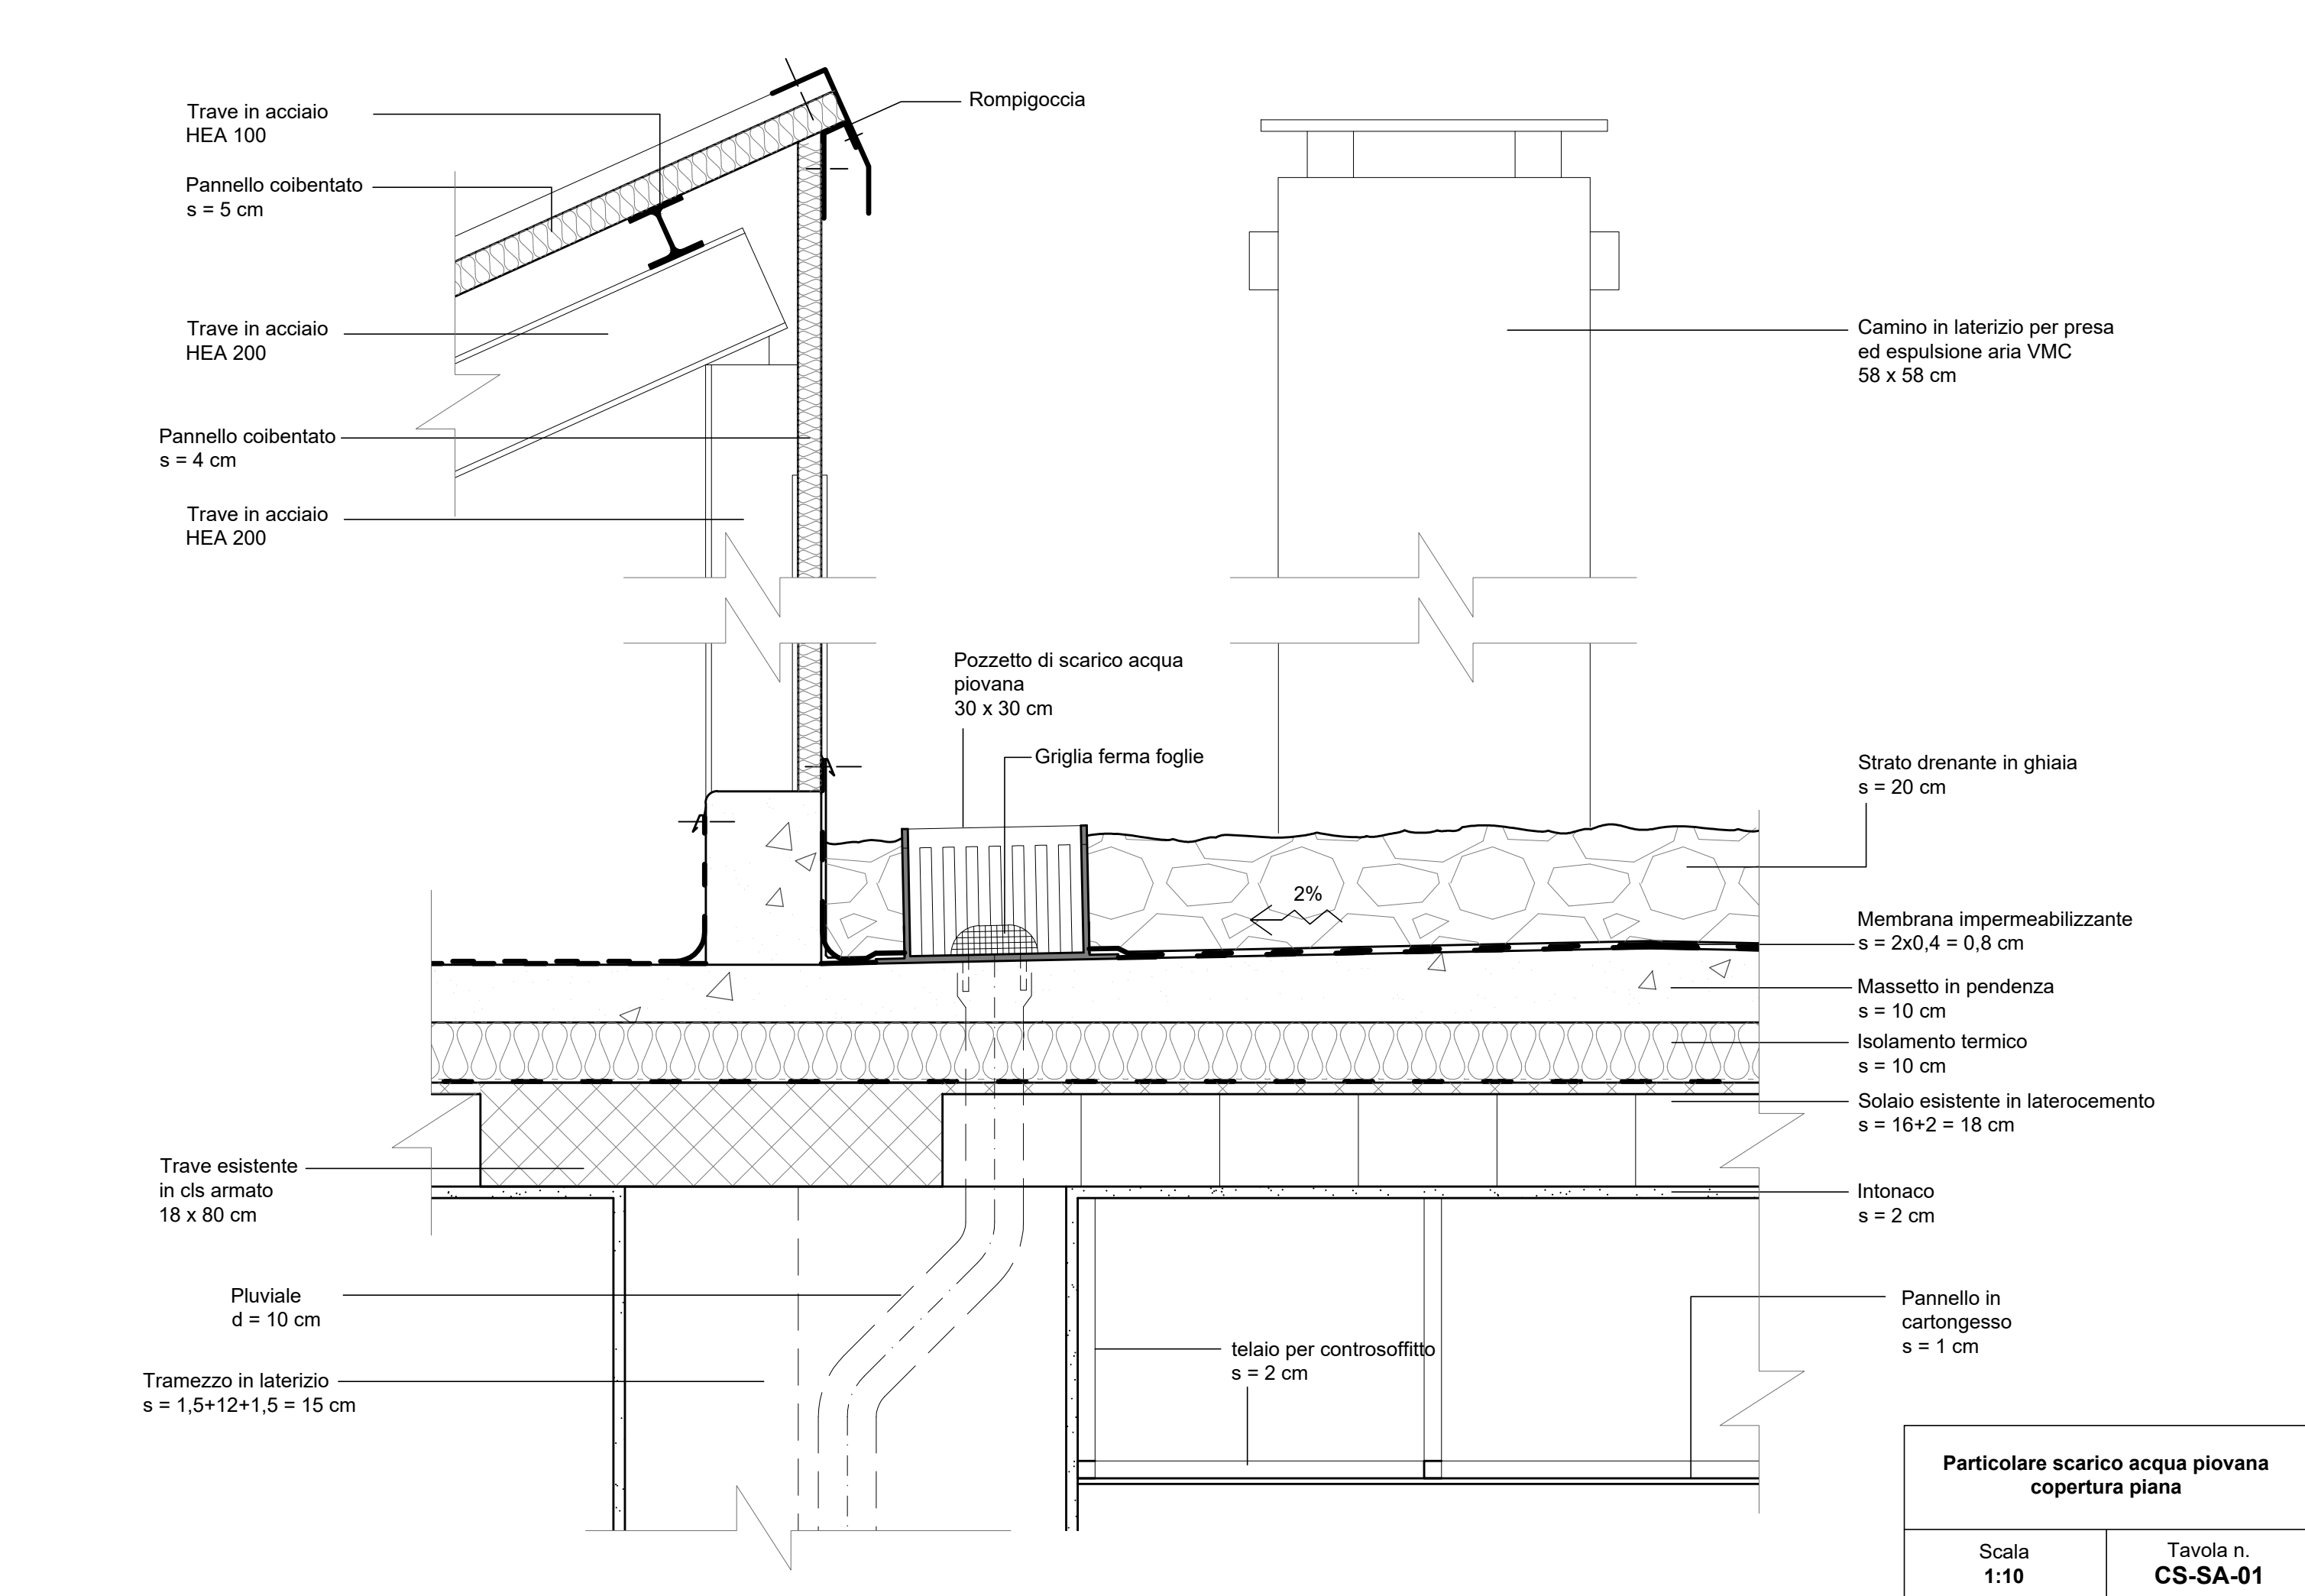 Trave in acciaio
HEA 100
Pannello coibentato
s = 5 cm
Trave in acciaio
HEA 200
Pannello coibentato
s = 4 cm
Trave in acciaio
HEA 200
Rompigoccia
Camino in laterizio per presa
ed espulsione aria VMC
58 x 58 cm
Pozzetto di scarico acqua
piovana
30 x 30 cm
Griglia ferma foglie
2%
Strato drenante in ghiaia
s = 20 cm
Membrana impermeabilizzante
s = 2x0,4 = 0,8 cm
Massetto in pendenza
s = 10 cm
Isolamento termico
s = 10 cm
Solaio esistente in laterocemento
s = 16+2 = 18 cm
Intonaco
s = 2 cm
Trave esistente
in cls armato
18 x 80 cm
Pluviale
d = 10 cm
Tramezzo in laterizio
s = 1,5+12+1,5 = 15 cm
telaio per controsoffitto
s = 2 cm
Pannello in
cartongesso
s = 1 cm
Particolare scarico acqua piovana
copertura piana
Scala
1:10
Tavola n.
CS-SA-01